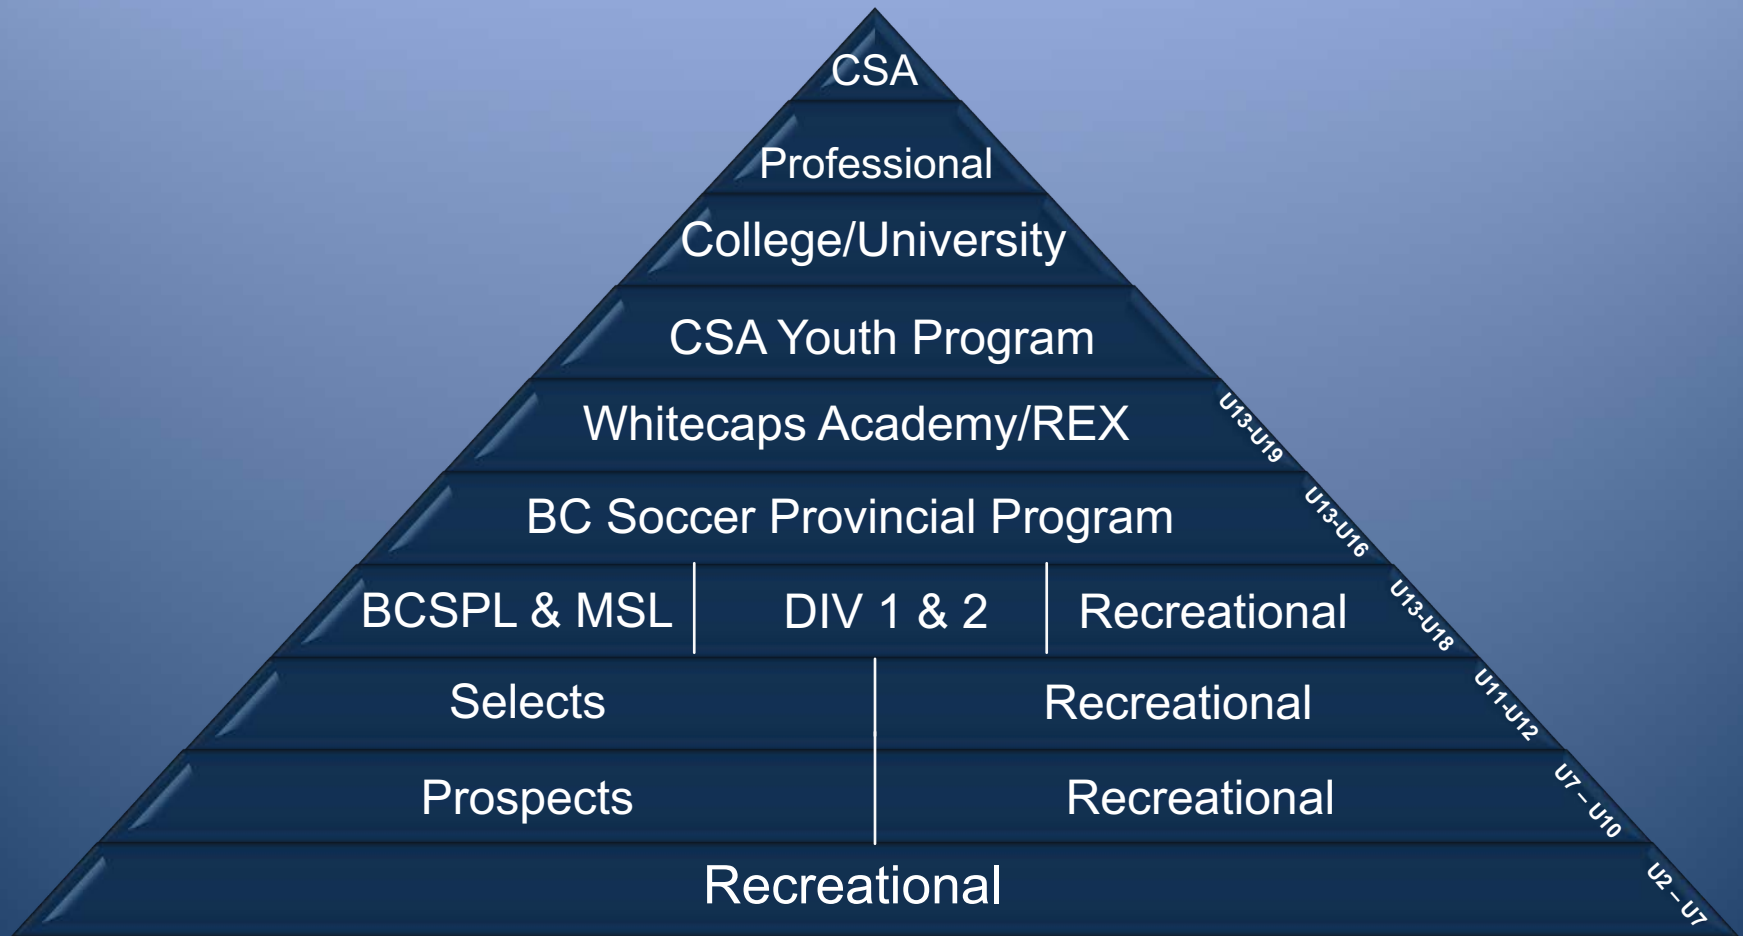 CSA
Professional
College/University
CSA Youth Program
Whitecaps Academy/REX
U13-U19
BC Soccer Provincial Program
U13-U16
BCSPL & MSL
DIV 1 & 2
Recreational
U13-U18
Selects
Recreational
U11-U12
Prospects
Recreational
U7 – U10
Recreational
U2 – U7